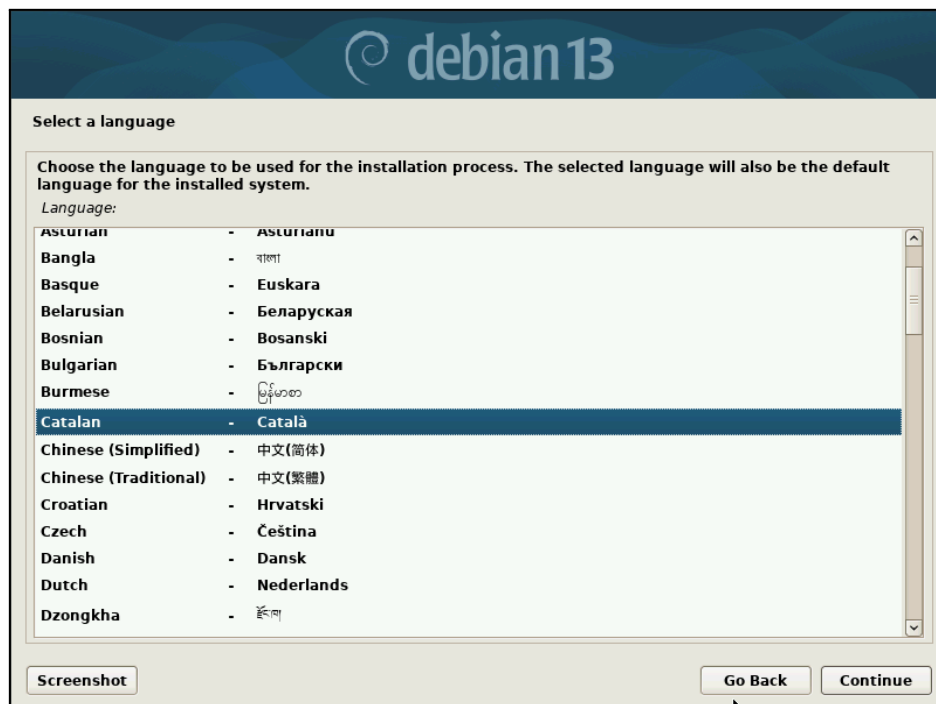 debian 13
Select a language
Choose the language to be used for the installation process. The selected language will also be the default
language for the installed system.
Language:
Asturian - Asturianu
Bangla - বাংলা
Basque - Euskara
Belarusian - Беларуская
Bosnian - Bosanski
Bulgarian - Български
Burmese - မြန်မာစာ
Catalan - Català
Chinese (Simplified) - 中文(简体)
Chinese (Traditional) - 中文(繁體)
Croatian - Hrvatski
Czech - Čeština
Danish - Dansk
Dutch - Nederlands
Dzongkha - རྫོང་ཁ།
Screenshot Go Back Continue